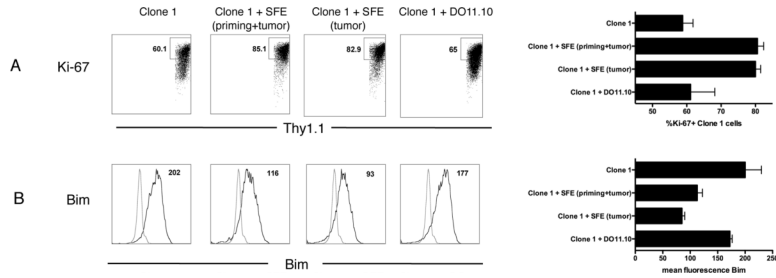 Clone 1
Clone 1 + SFE
(priming+tumor)
Clone 1 + SFE
(tumor)
Clone 1 + DO11.10
A
Ki-67
60.1
85.1
82.9
65
Thy1.1
Clone 1
Clone 1 + SFE (priming+tumor)
Clone 1 + SFE (tumor)
Clone 1 + DO11.10
50
60
70
80
%Ki-67+ Clone 1 cells
B
Bim
202
116
93
177
Bim
Clone 1
Clone 1 + SFE (priming+tumor)
Clone 1 + SFE (tumor)
Clone 1 + DO11.10
0
50
100
150
200
250
mean fluorescence Bim